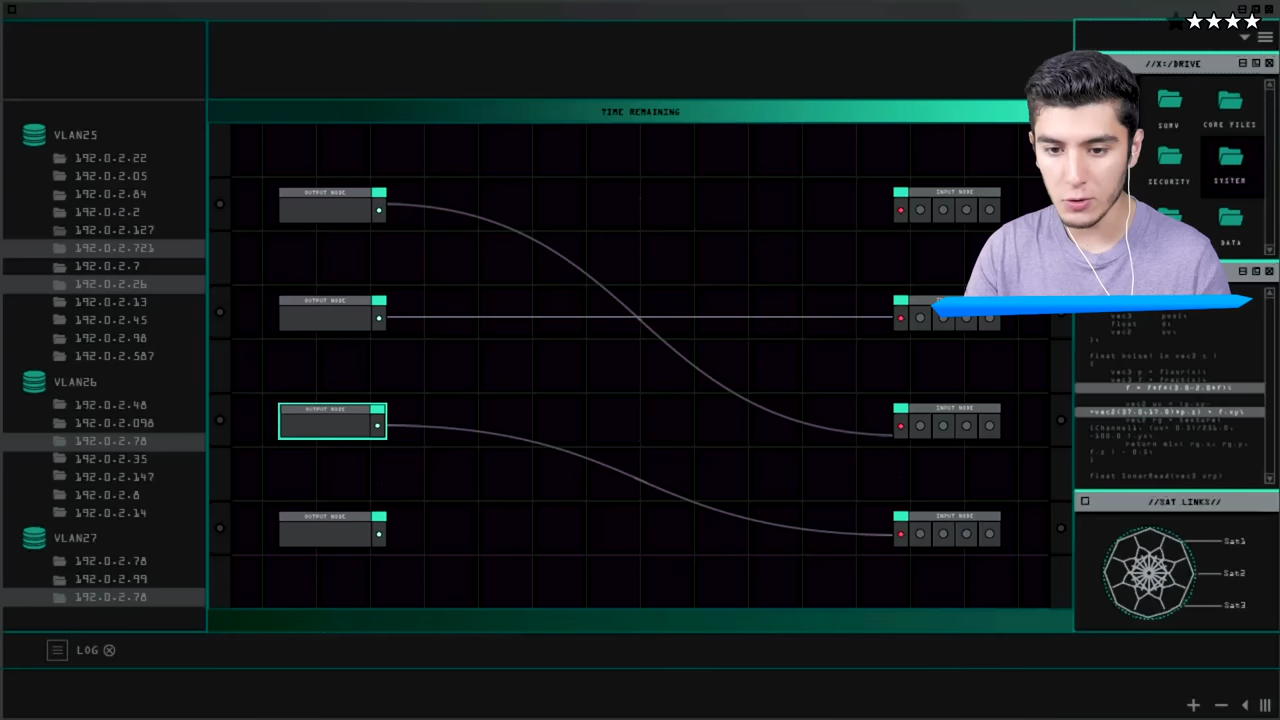 TIME REMAINING
//X:/DRIVE
CORE FILES
SECURITY
SYSTEM
DATA
VLAN25
192.0.2.22
192.0.2.05
192.0.2.84
192.0.2.2
192.0.2.127
192.0.2.721
192.0.2.7
192.0.2.26
192.0.2.13
192.0.2.45
192.0.2.98
192.0.2.587
VLAN26
192.0.2.48
192.0.2.098
192.0.2.78
192.0.2.35
192.0.2.147
192.0.2.8
192.0.2.14
VLAN27
192.0.2.78
192.0.2.99
192.0.2.78
OUTPUT NODE
INPUT NODE
OUTPUT NODE
OUTPUT NODE
INPUT NODE
OUTPUT NODE
INPUT NODE
//SAT LINKS//
Sat1
Sat2
Sat3
LOG